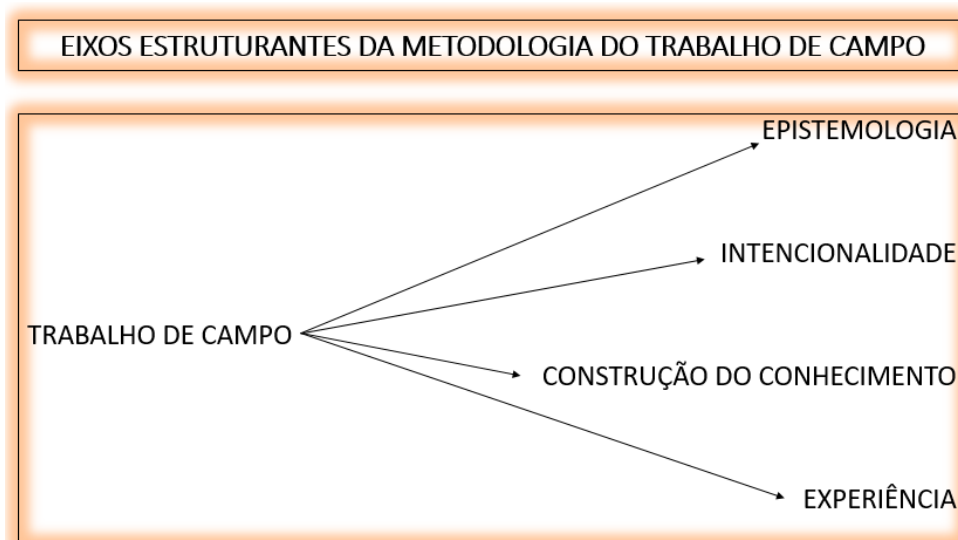 EIXOS ESTRUTURANTES DA METODOLOGIA DO TRABALHO DE CAMPO
EPISTEMOLOGIA
INTENCIONALIDADE
TRABALHO DE CAMPO
CONSTRUÇÃO DO CONHECIMENTO
EXPERIÊNCIA